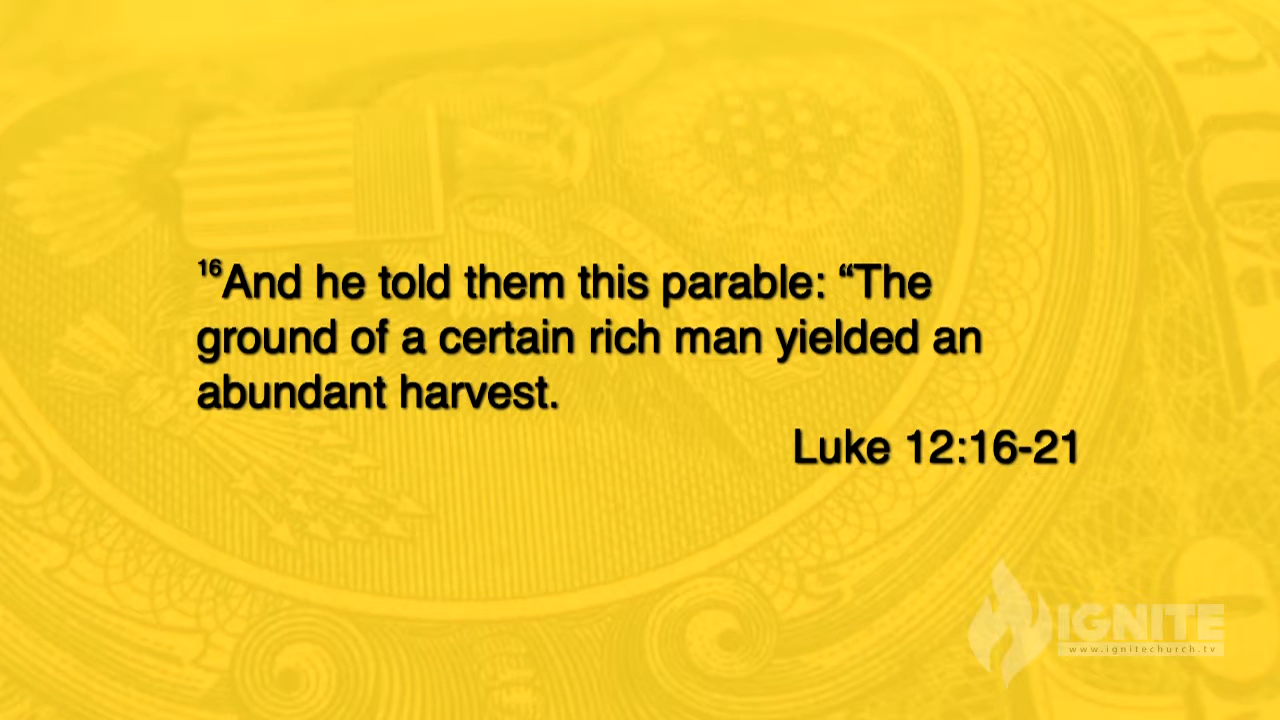 16And he told them this parable: “The
ground of a certain rich man yielded an
abundant harvest.
Luke 12:16-21
IGNITE
www.ignitechurch.tv